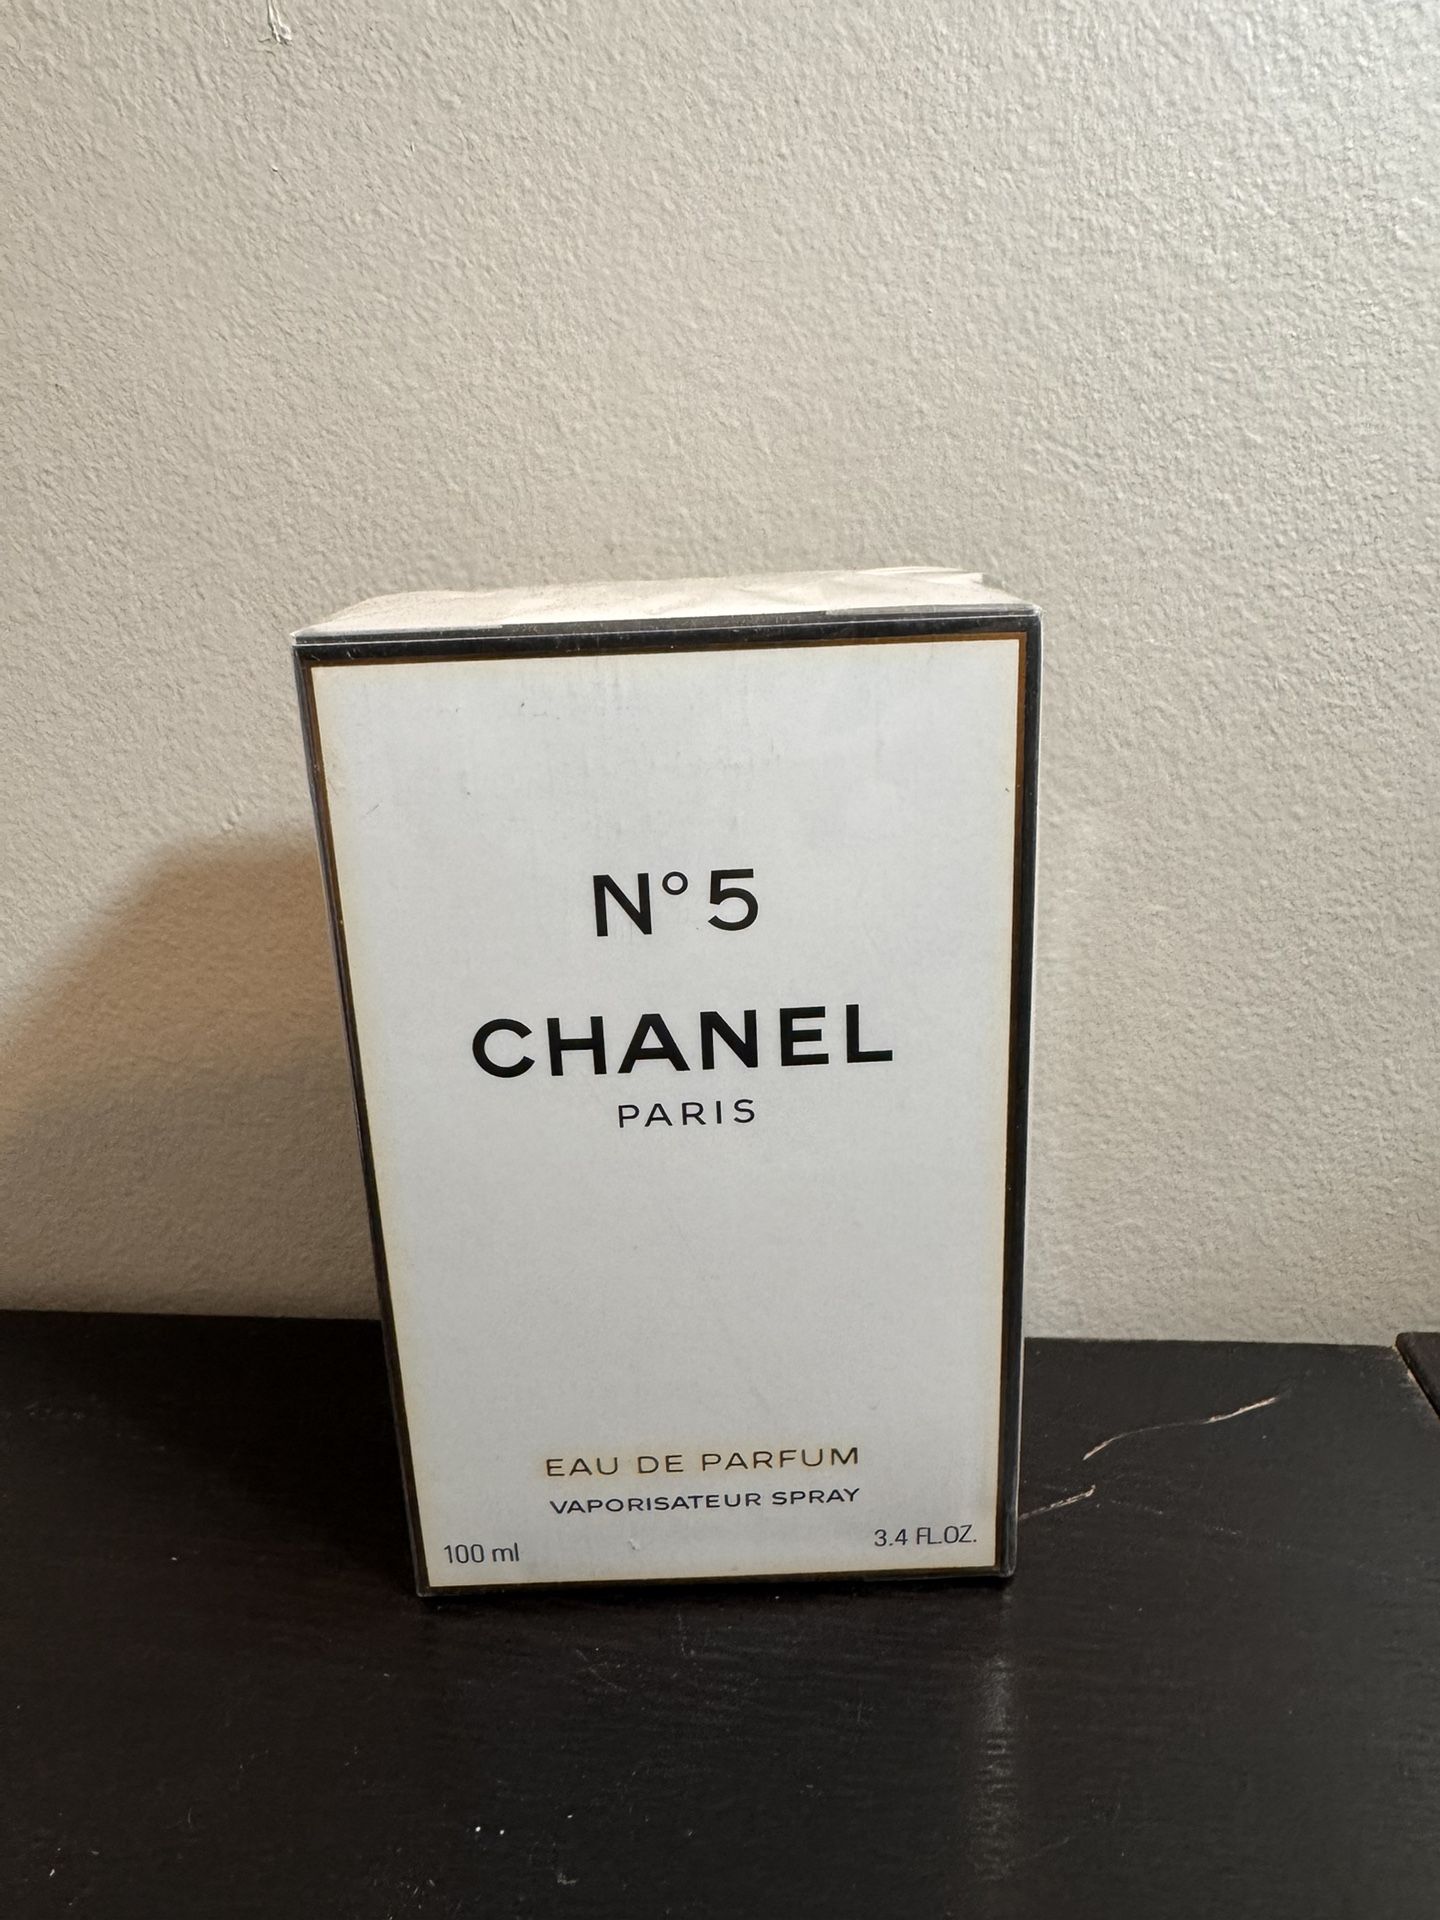 N°5
CHANEL
PARIS
EAU DE PARFUM
VAPORISATEUR SPRAY
100 ml
3.4 FL.OZ.